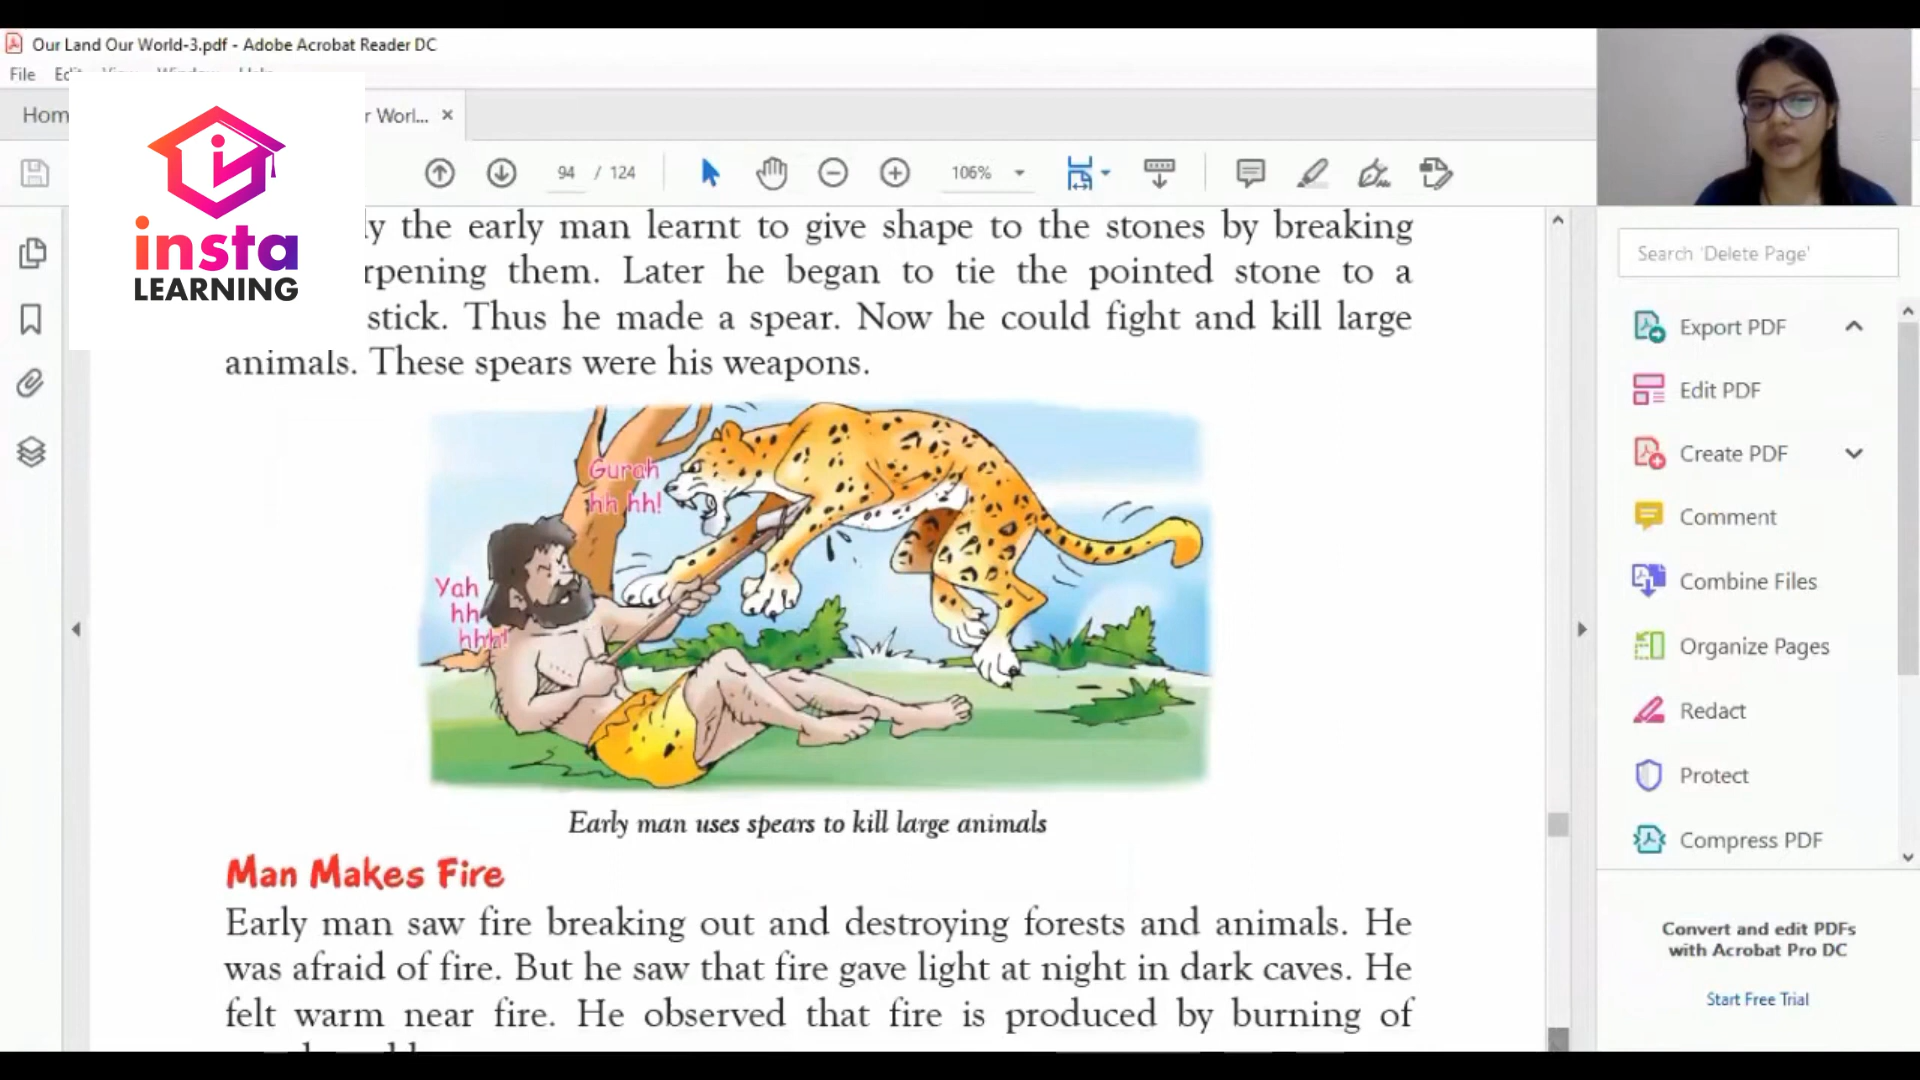 Our Land Our World-3.pdf - Adobe Acrobat Reader DC
File
Hom
r Worl...
insta
LEARNING
94 / 124
106%
Search 'Delete Page'
y the early man learnt to give shape to the stones by breaking
rpening them. Later he began to tie the pointed stone to a
stick. Thus he made a spear. Now he could fight and kill large
animals. These spears were his weapons.
Gurah
hh hh!
Yah
hh
hhh!
Early man uses spears to kill large animals
Man Makes Fire
Early man saw fire breaking out and destroying forests and animals. He
was afraid of fire. But he saw that fire gave light at night in dark caves. He
felt warm near fire. He observed that fire is produced by burning of
Export PDF
Edit PDF
Create PDF
Comment
Combine Files
Organize Pages
Redact
Protect
Compress PDF
Convert and edit PDFs
with Acrobat Pro DC
Start Free Trial